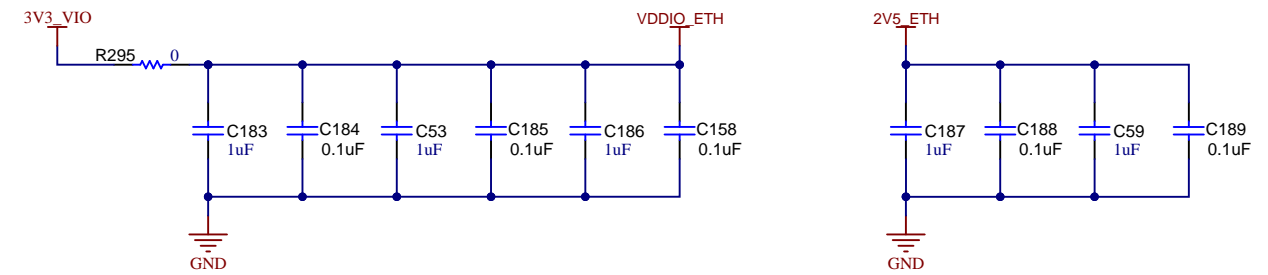 3V3_VIO
VDDIO_ETH
2V5_ETH
R295 0
C183
1uF
C184
0.1uF
C53
1uF
C185
0.1uF
C186
1uF
C158
0.1uF
C187
1uF
C188
0.1uF
C59
1uF
C189
0.1uF
GND
GND